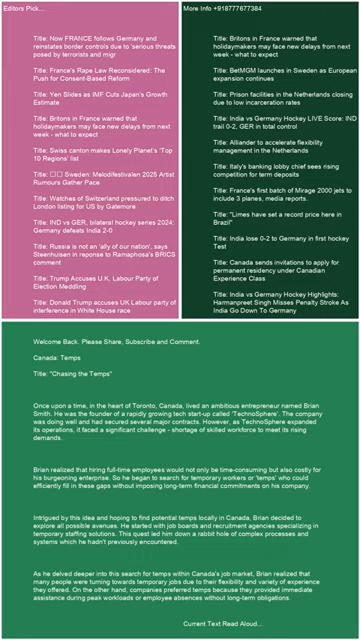 Editors Pick...
Title: Now FRANCE follows Germany and
reinstates border controls due to 'serious threats
posed by terrorists and migr
Title: France's Rape Law Reconsidered: The
Push for Consent-Based Reform
Title: Yen Slides as IMF Cuts Japan's Growth
Estimate
Title: Britons in France warned that
holidaymakers may face new delays from next
week - what to expect
Title: Swiss canton makes Lonely Planet's 'Top
10 Regions' list
Title: □□ Sweden: Melodifestivalen 2025 Artist
Rumours Gather Pace
Title: Watches of Switzerland pressured to ditch
London listing for US by Gatemore
Title: IND vs GER, bilateral hockey series 2024:
Germany defeats India 2-0
Title: Russia is not an 'ally of our nation', says
Steenhuisen in reponse to Ramaphosa's BRICS
comment
Title: Trump Accuses U.K. Labour Party of
Election Meddling
Title: Donald Trump accuses UK Labour party of
interference in White House race
More Info +918777677384
Title: Britons in France warned that
holidaymakers may face new delays from next
week - what to expect
Title: BetMGM launches in Sweden as European
expansion continues
Title: Prison facilities in the Netherlands closing
due to low incarceration rates
Title: India vs Germany Hockey LIVE Score: IND
trail 0-2, GER in total control
Title: Alliander to accelerate flexibility
management in the Netherlands
Title: Italy's banking lobby chief sees rising
competition for term deposits
Title: France's first batch of Mirage 2000 jets to
include 3 planes, media reports.
Title: "Limes have set a record price here in
Brazil"
Title: India lose 0-2 to Germany in first hockey
Test
Title: Canada sends invitations to apply for
permanent residency under Canadian
Experience Class
Title: India vs Germany Hockey Highlights:
Harmanpreet Singh Misses Penalty Stroke As
India Go Down To Germany
Welcome Back. Please Share, Subscribe and Comment.
Canada: Temps
Title: "Chasing the Temps"
Once upon a time, in the heart of Toronto, Canada, lived an ambitious entrepreneur named Brian
Smith. He was the founder of a rapidly growing tech start-up called 'TechnoSphere'. The company
was doing well and had secured several major contracts. However, as TechnoSphere expanded
its operations, it faced a significant challenge - shortage of skilled workforce to meet its rising
demands.
Brian realized that hiring full-time employees would not only be time-consuming but also costly for
his burgeoning enterprise. So he began to search for temporary workers or 'temps' who could
efficiently fill in these gaps without imposing long-term financial commitments on his company.
Intrigued by this idea and hoping to find potential temps locally in Canada, Brian decided to
explore all possible avenues. He started with job boards and recruitment agencies specializing in
temporary staffing solutions. This quest led him down a rabbit hole of complex processes and
systems which he hadn't previously encountered.
As he delved deeper into this search for temps within Canada's job market, Brian realized that
many people were turning towards temporary jobs due to their flexibility and variety of experience
they offered. On the other hand, companies preferred temps because they provided immediate
assistance during peak workloads or employee absences without long-term obligations.
Current Text Read Aloud...